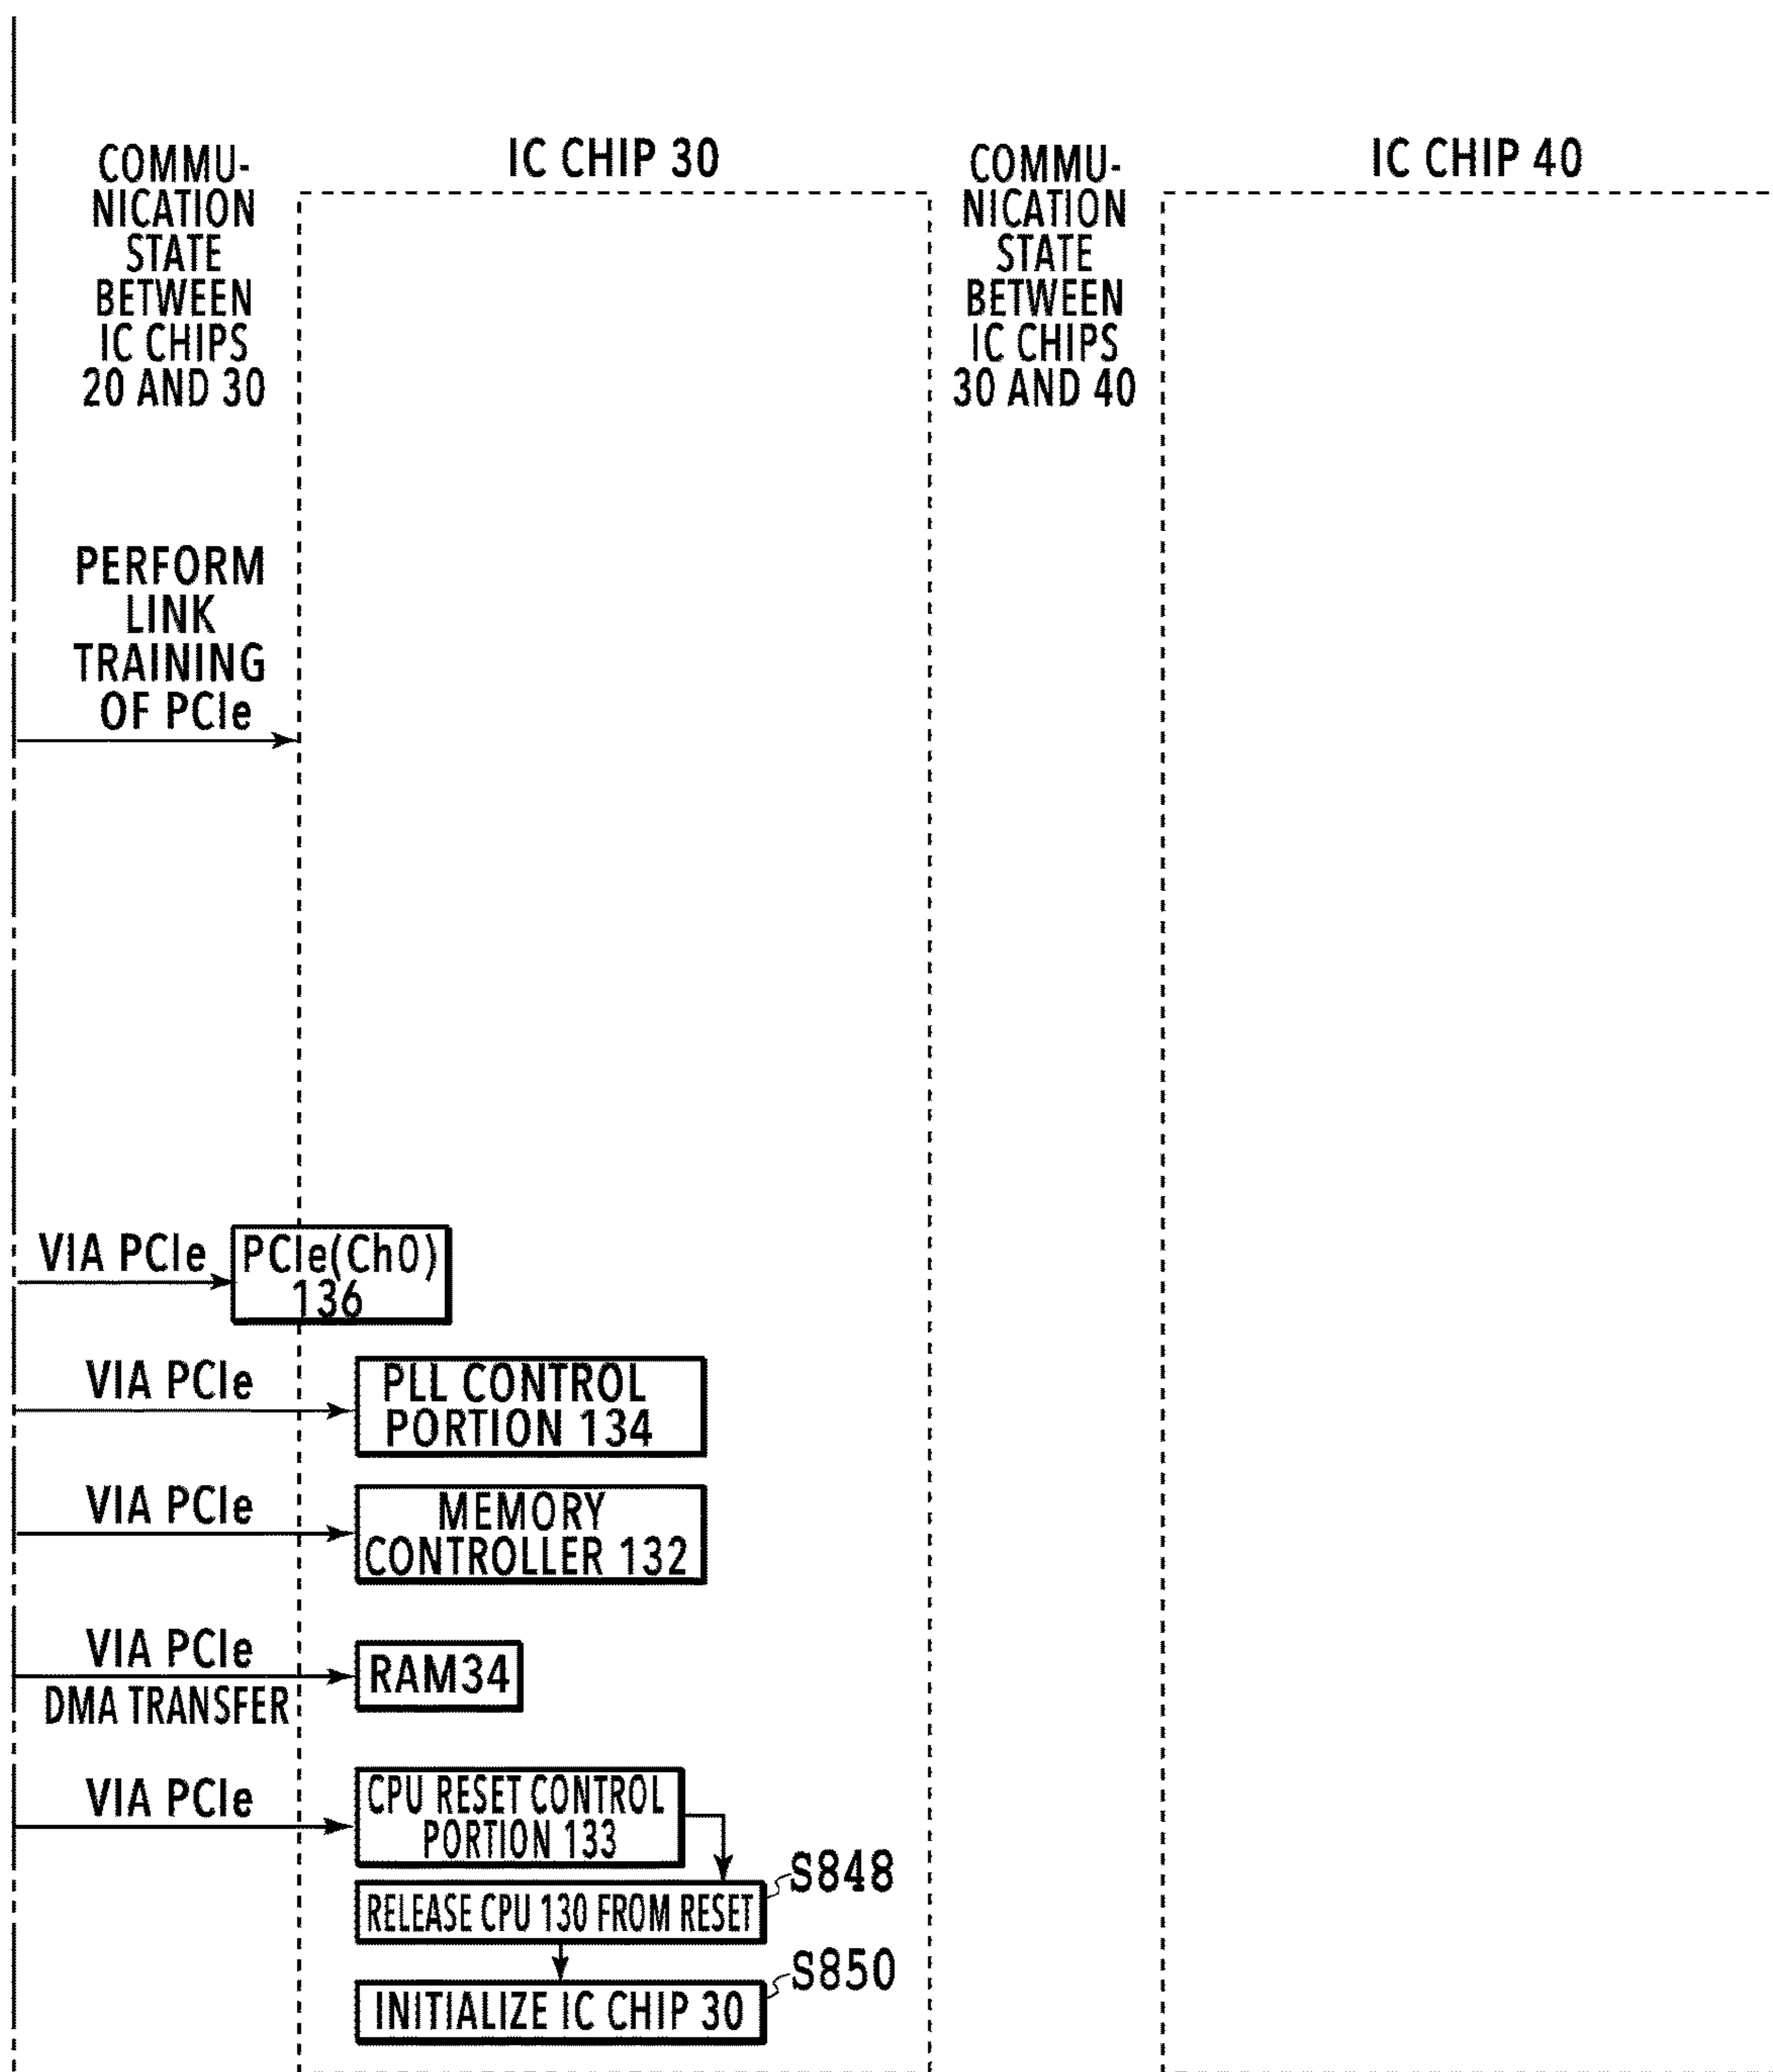 COMMU-
NICATION
STATE
BETWEEN
IC CHIPS
20 AND 30
IC CHIP 30
COMMU-
NICATION
STATE
BETWEEN
IC CHIPS
30 AND 40
IC CHIP 40
PERFORM
LINK
TRAINING
OF PCIe
VIA PCIe
PCIe(Ch0)
136
VIA PCIe
PLL CONTROL
PORTION 134
VIA PCIe
MEMORY
CONTROLLER 132
VIA PCIe
DMA TRANSFER
RAM34
VIA PCIe
CPU RESET CONTROL
PORTION 133
S848
RELEASE CPU 130 FROM RESET
S850
INITIALIZE IC CHIP 30